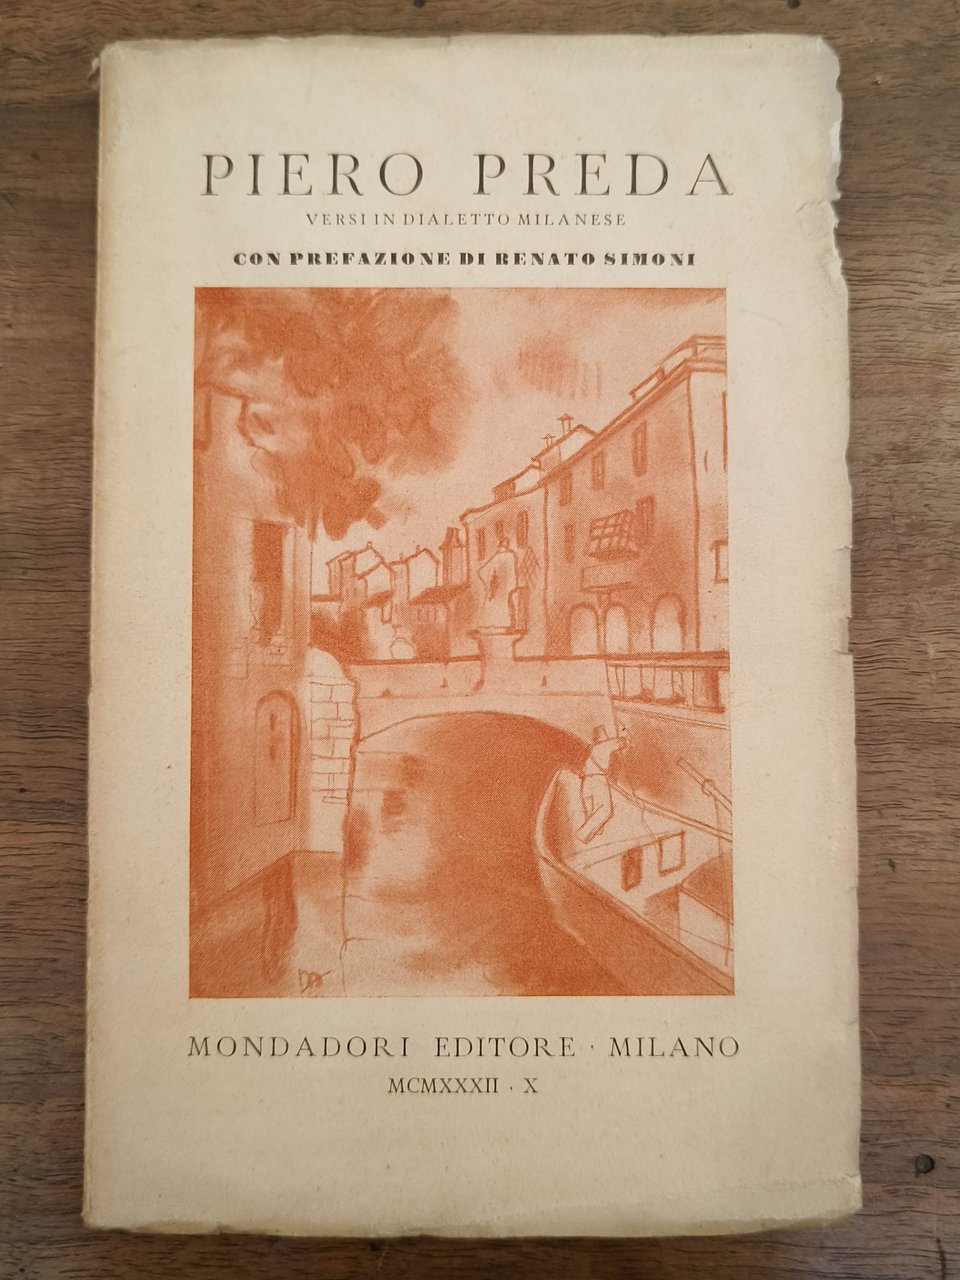 PIERO PREDA
VERSI IN DIALETTO MILANESE
CON PREFAZIONE DI RENATO SIMONI
MONDADORI EDITORE · MILANO
MCMXXXII · X